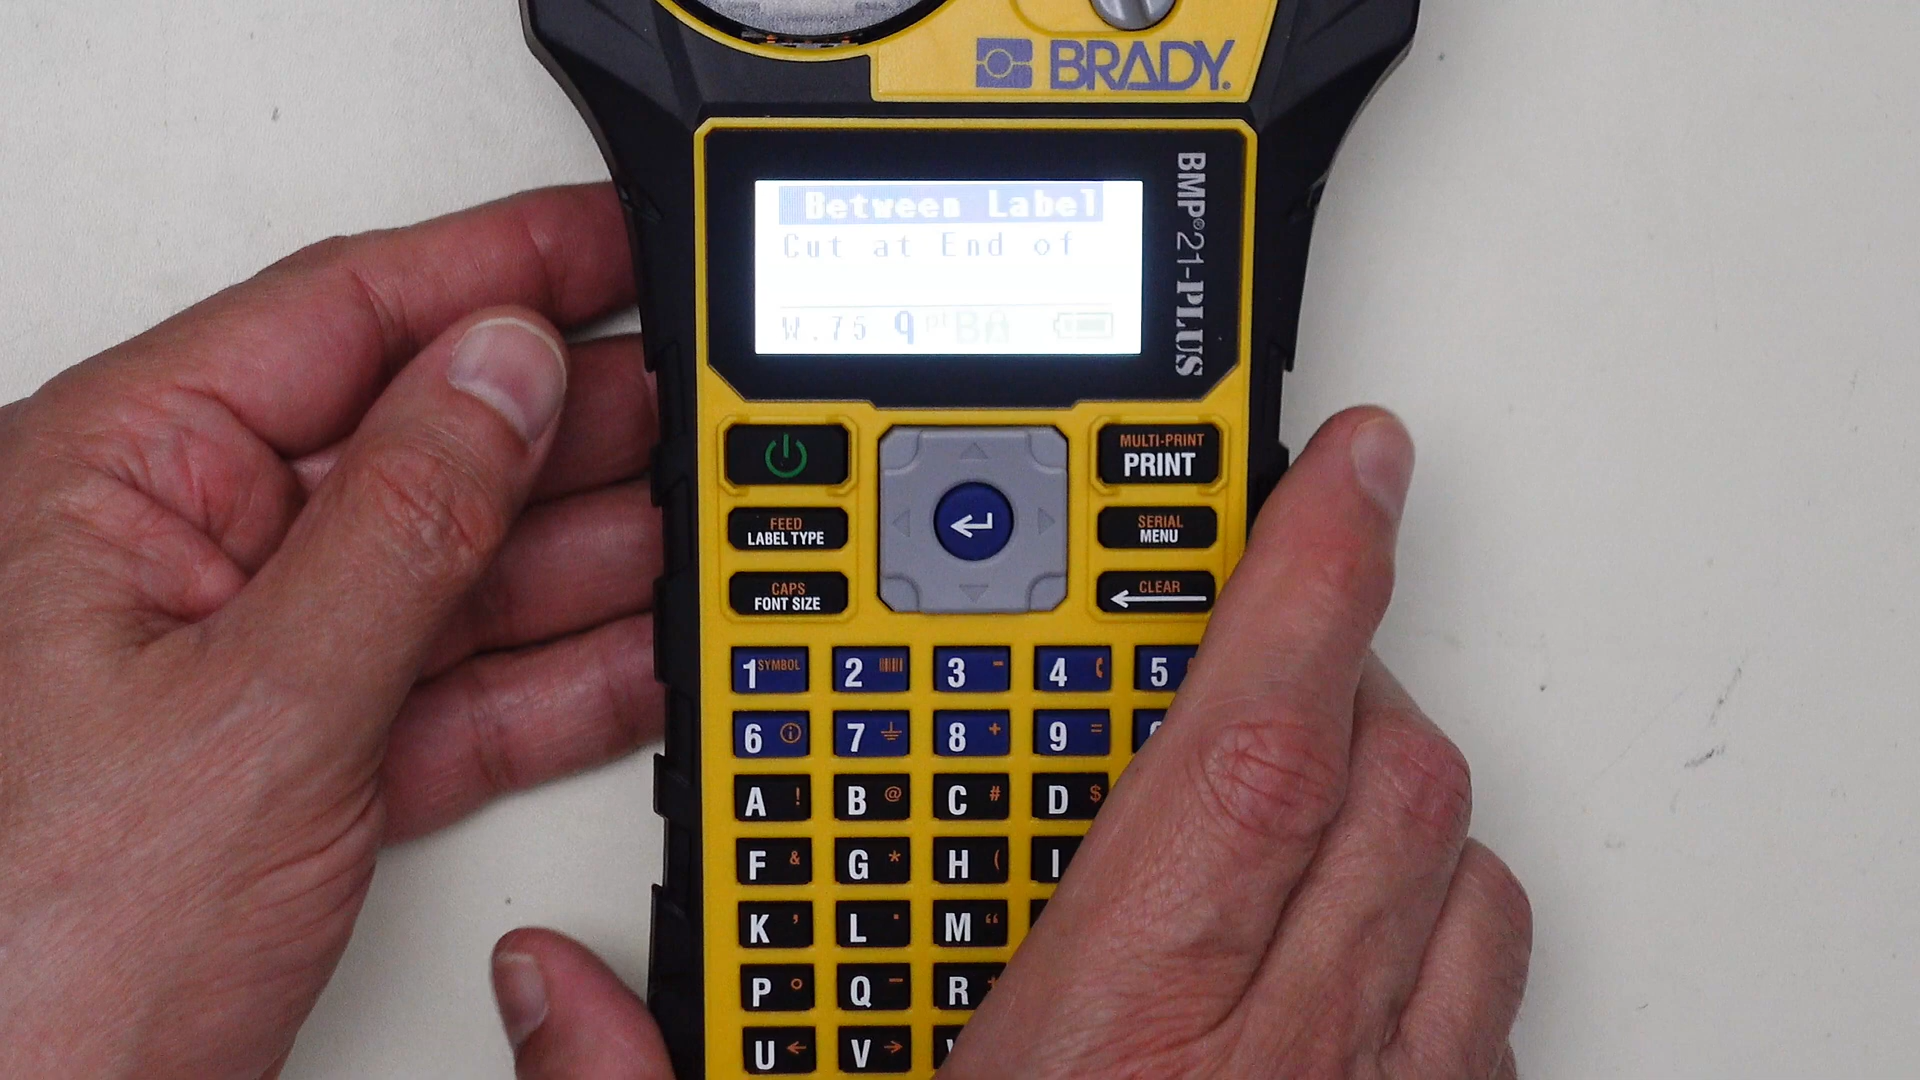 BRADY.
BMP®21-PLUS
Between Label
Cut at End of
W.75 9 pt B A
MULTI-PRINT
PRINT
FEED
LABEL TYPE
SERIAL
MENU
CAPS
FONT SIZE
CLEAR
1 SYMBOL 2 3 - 4 5
6 7 8 + 9 =
A ! B @ C # D $
F & G * H ( I
K ' L . M “
P ° Q - R
U ← V →